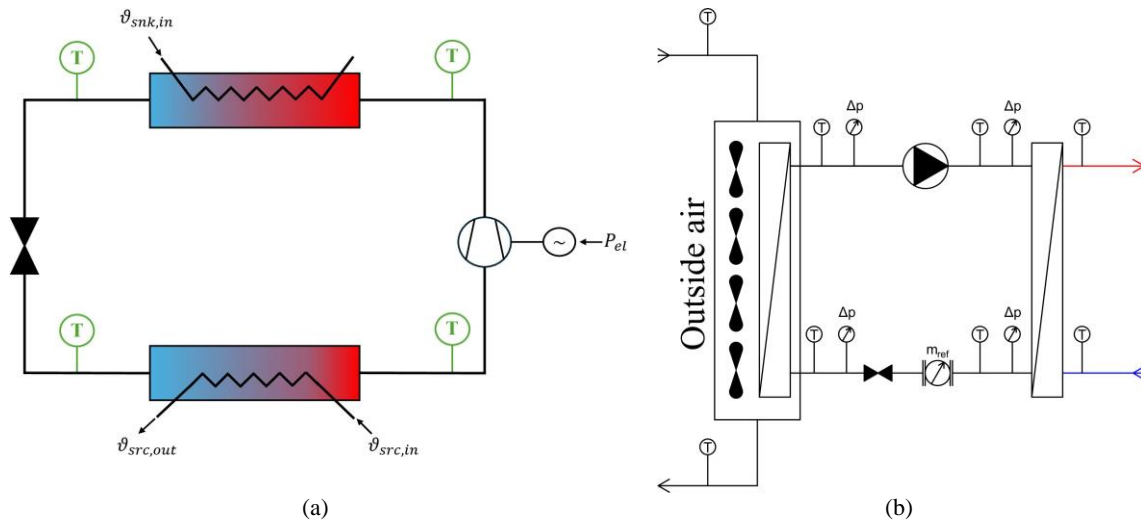 ϑsnk,in
T
T
~
Pel
T
T
ϑsrc,out
ϑsrc,in
(a)
T
Outside air
T
Δp
T
Δp
T
T
Δp
mref
T
Δp
T
T
(b)